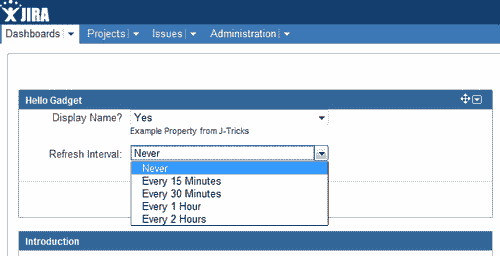 JIRA
Dashboards Projects Issues Administration
Hello Gadget
Display Name? Yes
Example Property from J-Tricks
Refresh Interval: Never
Never
Every 15 Minutes
Every 30 Minutes
Every 1 Hour
Every 2 Hours
Introduction